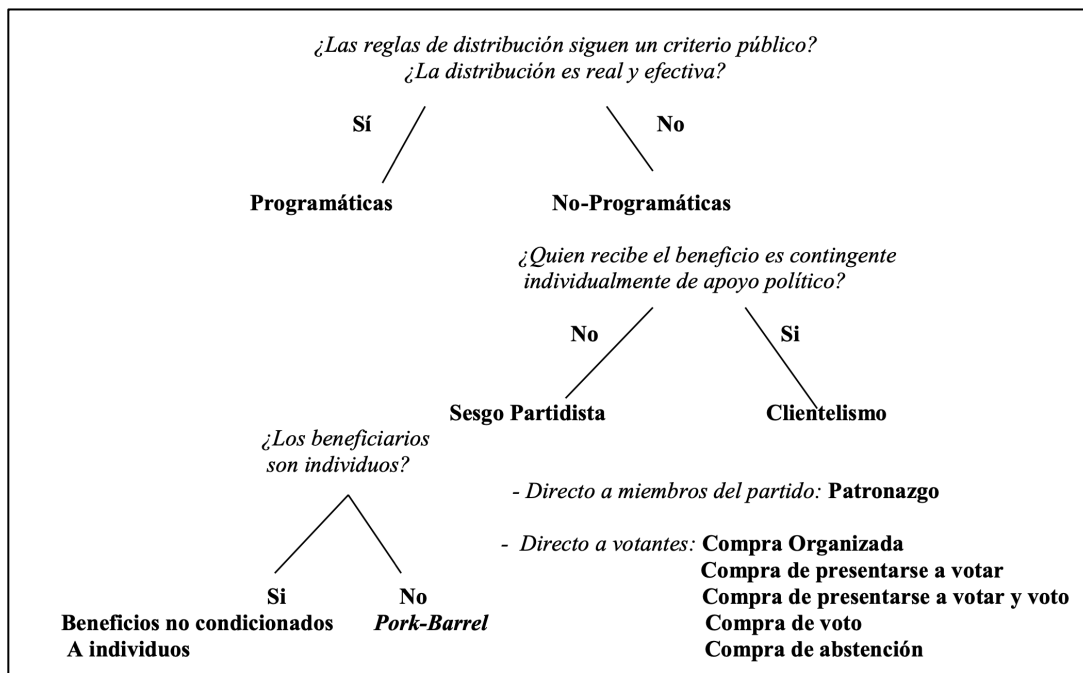 ¿Las reglas de distribución siguen un criterio público?
¿La distribución es real y efectiva?
Sí
No
Programáticas
No-Programáticas
¿Quien recibe el beneficio es contingente
individualmente de apoyo político?
No
Si
Sesgo Partidista
Clientelismo
¿Los beneficiarios
son individuos?
- Directo a miembros del partido: Patronazgo
- Directo a votantes: Compra Organizada
Compra de presentarse a votar
Compra de presentarse a votar y voto
Compra de voto
Compra de abstención
Si
No
Beneficios no condicionados
A individuos
Pork-Barrel